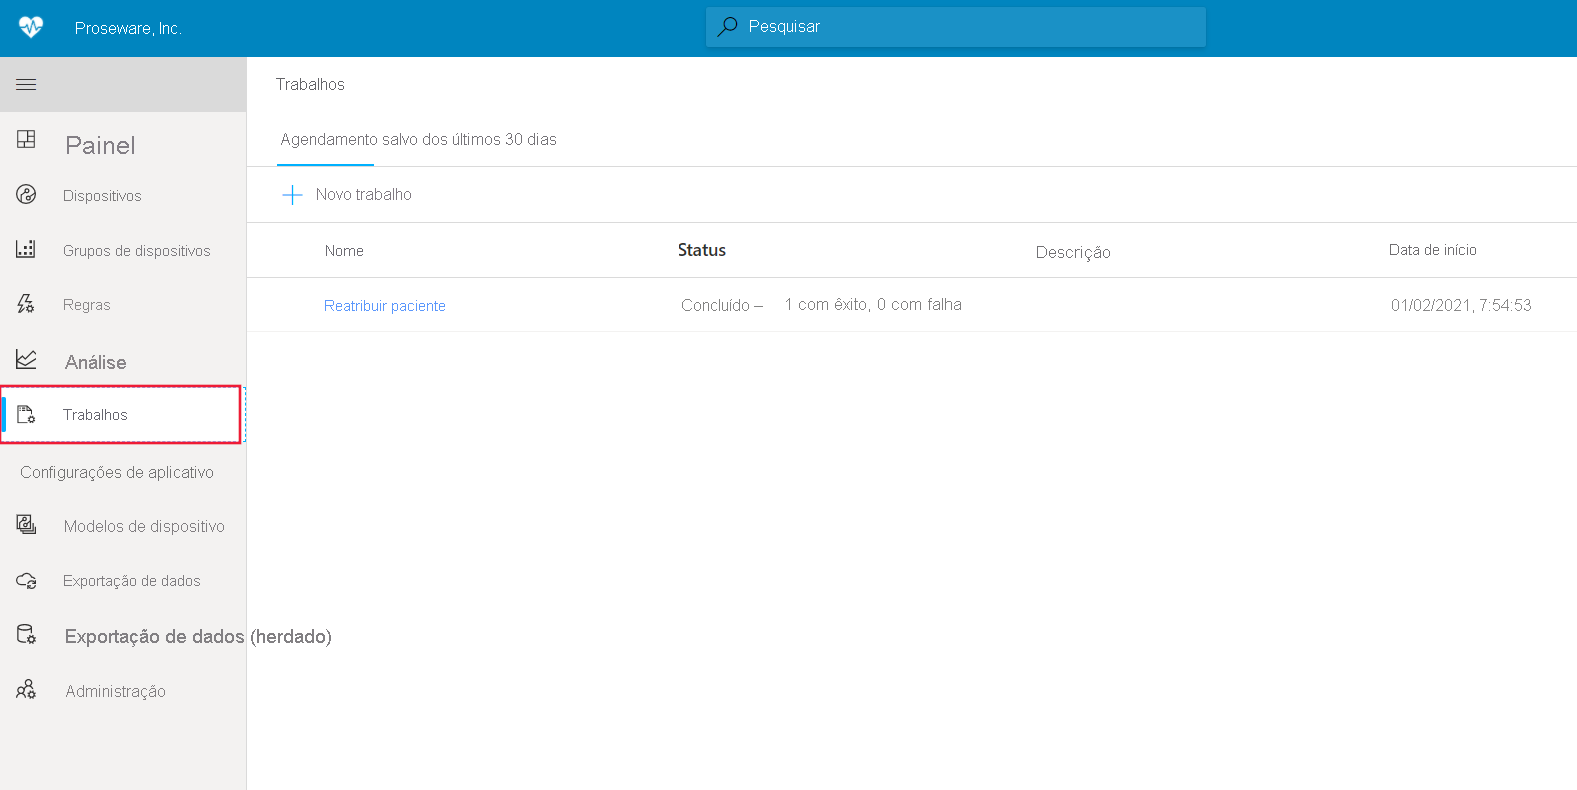 Proseware, Inc.
Pesquisar
Trabalhos
Painel
Agendamento salvo dos últimos 30 dias
Dispositivos
Novo trabalho
Grupos de dispositivos
Nome Status Descrição Data de início
Regras
Reatribuir paciente Concluído – 1 com êxito, 0 com falha 01/02/2021, 7:54:53
Análise
Trabalhos
Configurações de aplicativo
Modelos de dispositivo
Exportação de dados
Exportação de dados (herdado)
Administração